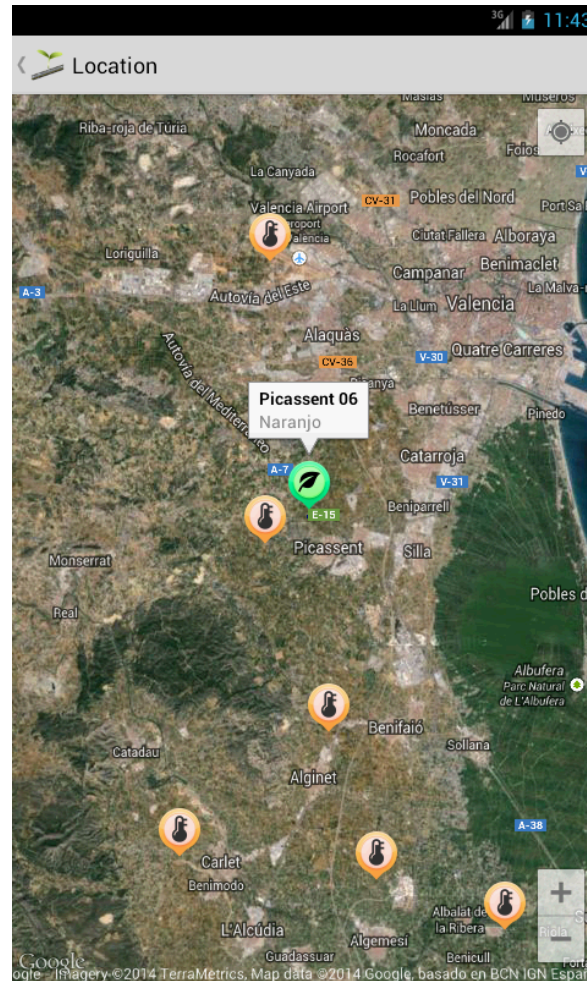 3G
11:43
Location
Masias
Museros
Riba-roja de Túria
Moncada
Rocafort
Foios
La Canyada
Valencia Airport
CV-31
Pobles del Nord
Port Sa
Ciutat Fallera
Alboraya
Loriguilla
Campanar
Benimaclet
A-3
Autovía del Este
La Llum
Valencia
La Malva-r
Alaquàs
V-30
Quatre Carreres
CV-36
Autovía del Mediterráneo
Picassent 06
Naranjo
Benetússer
Pinedo
A-7
Catarroja
V-31
E-15
Beniparrell
Picassent
Silla
Monserrat
Real
Pobles d
Albufera
Parc Natural
de L'Albufera
Benifaió
Sollana
Catadau
Alginet
A-38
Carlet
Benimodo
L'Alcúdia
Algemesí
Albalat de
la Ribera
Riola
Guadassuar
Benicull
Google
ogle - Imagery ©2014 TerraMetrics, Map data ©2014 Google, basado en BCN IGN Españ